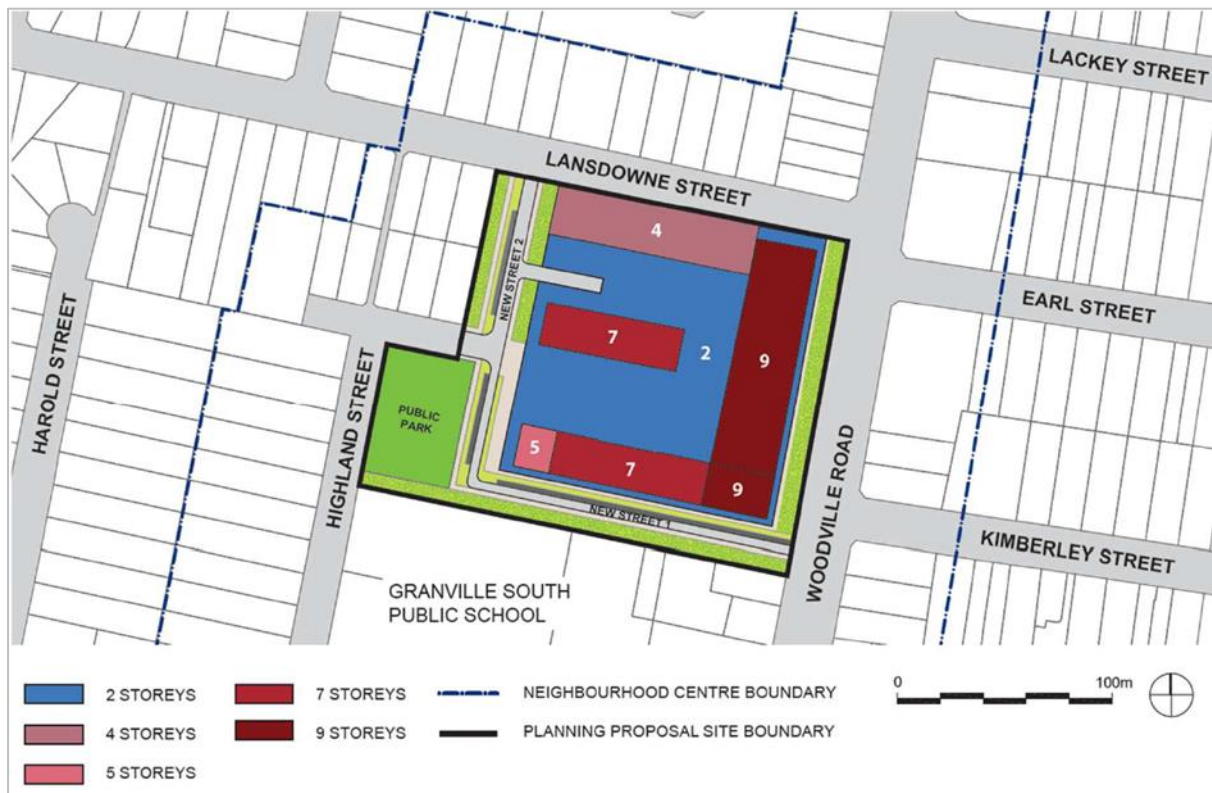 LACKEY STREET
LANSDOWNE STREET
4
NEW STREET 2
EARL STREET
7
2
9
HAROLD STREET
HIGHLAND STREET
PUBLIC
PARK
5
7
9
NEW STREET 1
WOODVILLE ROAD
KIMBERLEY STREET
GRANVILLE SOUTH
PUBLIC SCHOOL
2 STOREYS
7 STOREYS
NEIGHBOURHOOD CENTRE BOUNDARY
0
100m
4 STOREYS
9 STOREYS
PLANNING PROPOSAL SITE BOUNDARY
5 STOREYS